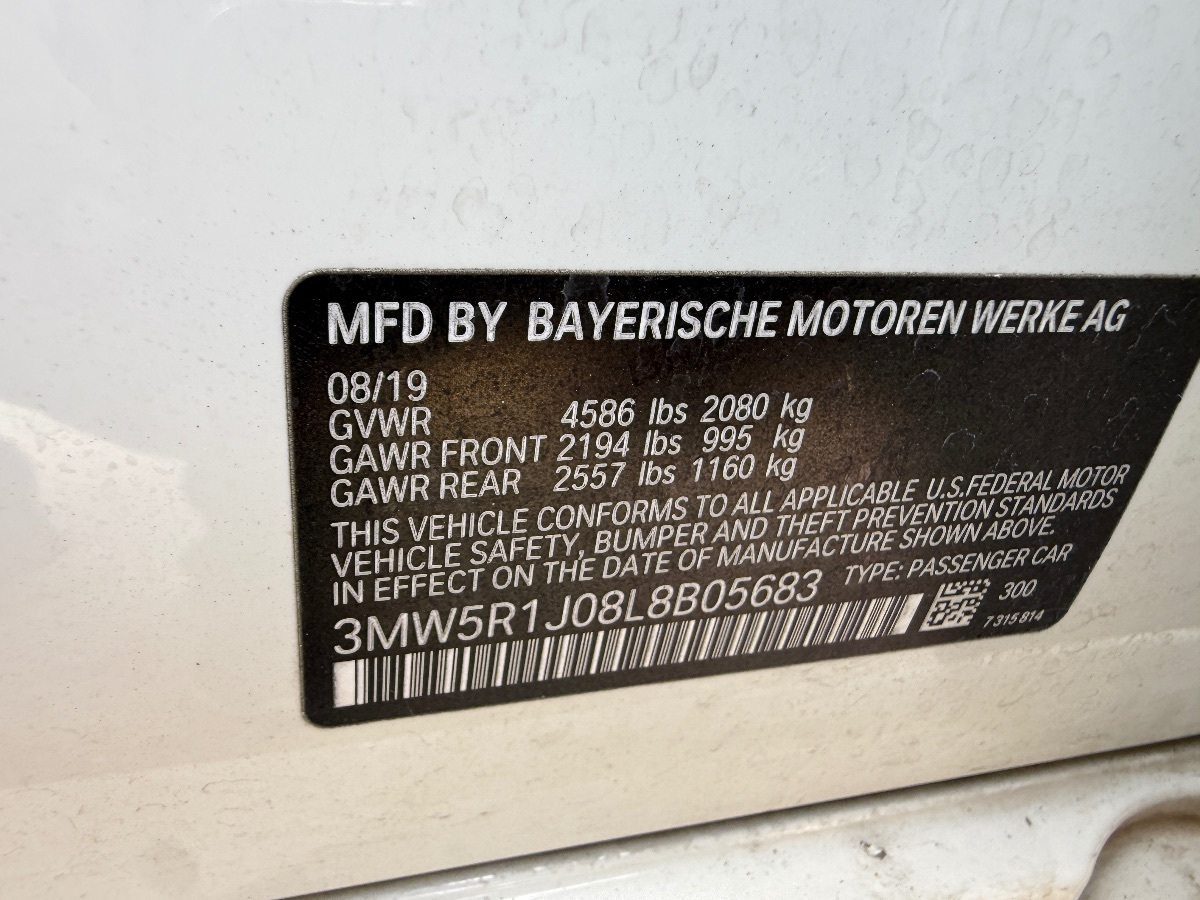 MFD BY BAYERISCHE MOTOREN WERKE AG
08/19
GVWR 4586 lbs 2080 kg
GAWR FRONT 2194 lbs 995 kg
GAWR REAR 2557 lbs 1160 kg
THIS VEHICLE CONFORMS TO ALL APPLICABLE U.S.FEDERAL MOTOR
VEHICLE SAFETY, BUMPER AND THEFT PREVENTION STANDARDS
IN EFFECT ON THE DATE OF MANUFACTURE SHOWN ABOVE.
3MW5R1J08L8B05683 TYPE: PASSENGER CAR
300
7315814